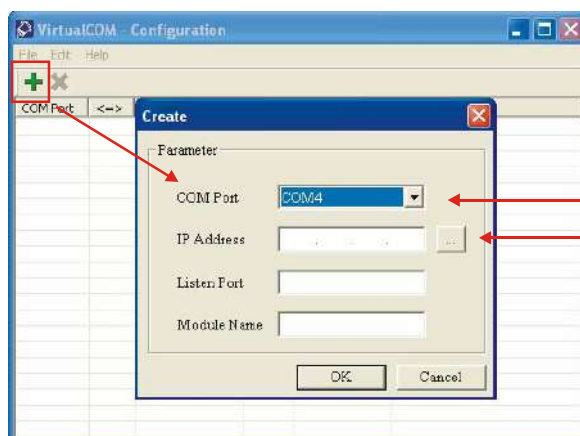 VirtualCOM - Configuration
File Edit Help
COM Port <=>
Create
Parameter
COM Port COM4
IP Address . . . ...
Listen Port
Module Name
OK Cancel